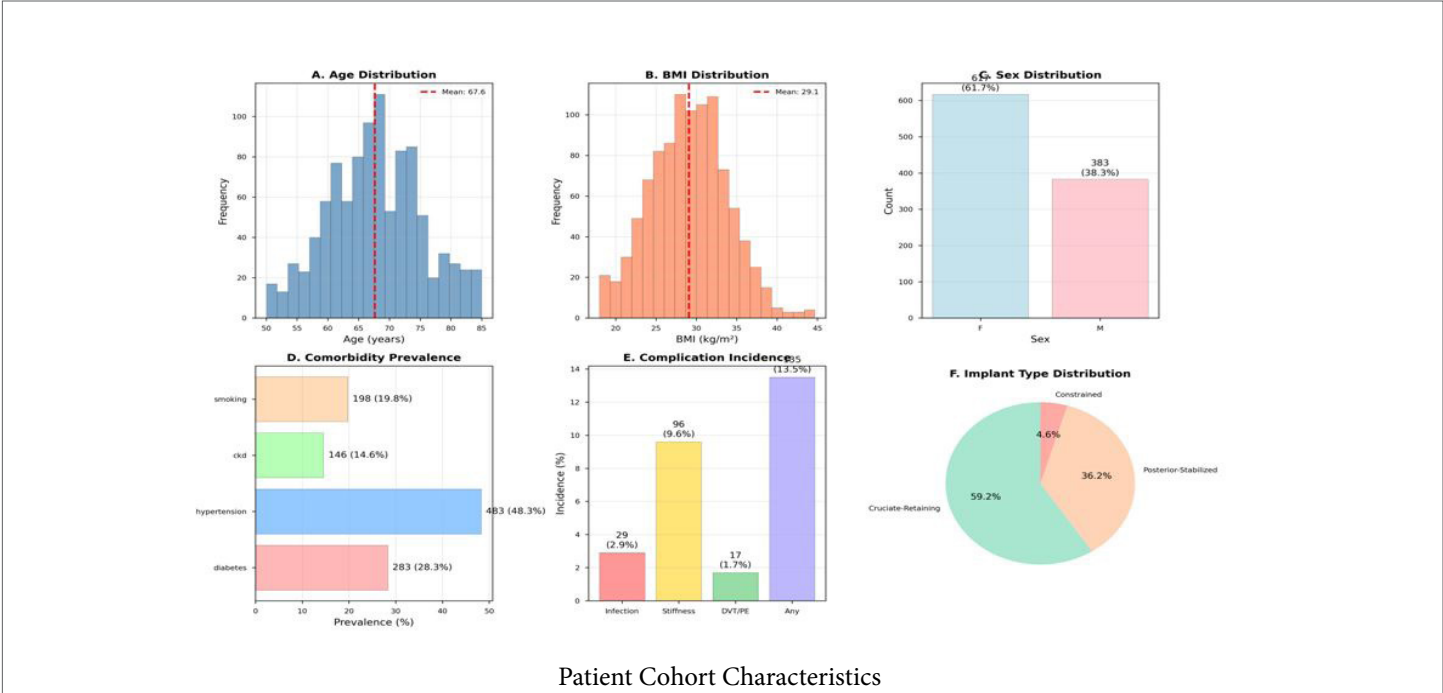 A. Age Distribution
Mean: 67.6
Frequency
100
80
60
40
20
0
50 55 60 65 70 75 80 85
Age (years)
B. BMI Distribution
Mean: 29.1
Frequency
100
80
60
40
20
0
20 25 30 35 40 45
BMI (kg/m²)
C. Sex Distribution
617
(61.7%)
383
(38.3%)
Count
600
500
400
300
200
100
0
F M
Sex
D. Comorbidity Prevalence
smoking
198 (19.8%)
ckd
146 (14.6%)
hypertension
483 (48.3%)
diabetes
283 (28.3%)
0 10 20 30 40 50
Prevalence (%)
E. Complication Incidence
135
(13.5%)
96
(9.6%)
29
(2.9%)
17
(1.7%)
Incidence (%)
14
12
10
8
6
4
2
0
Infection Stiffness DVT/PE Any
F. Implant Type Distribution
Constrained
4.6%
Posterior-Stabilized
36.2%
59.2%
Cruciate-Retaining
Patient Cohort Characteristics